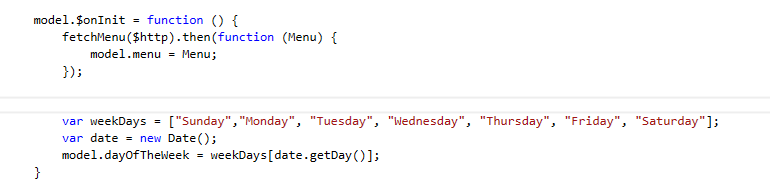 model.$onInit = function () {
    fetchMenu($http).then(function (Menu) {
        model.menu = Menu;
    });
    var weekDays = ["Sunday","Monday", "Tuesday", "Wednesday", "Thursday", "Friday", "Saturday"];
    var date = new Date();
    model.dayOfTheWeek = weekDays[date.getDay()];
}